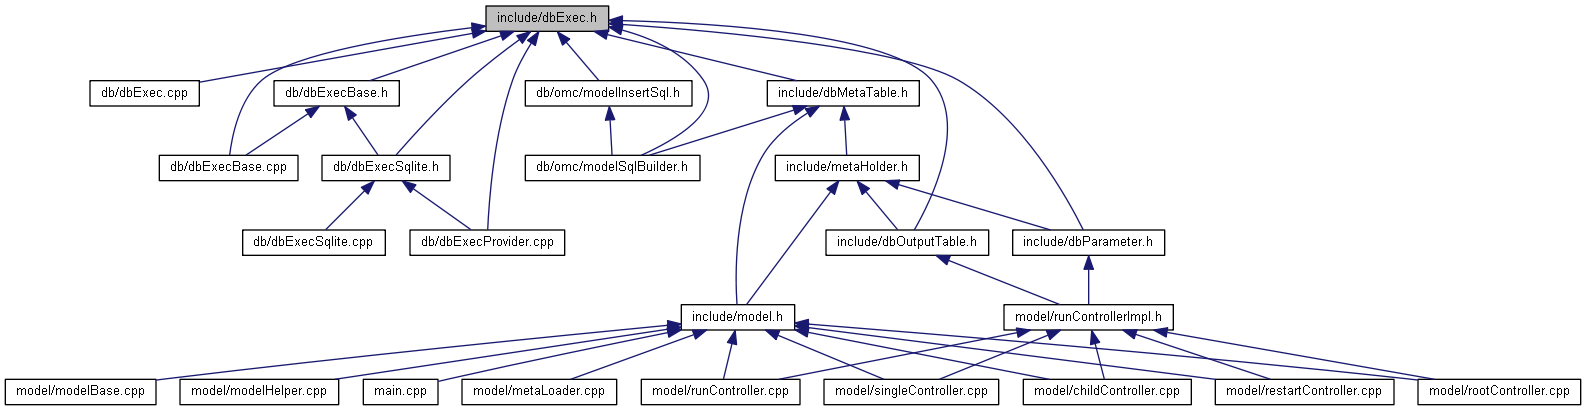 include/dbExec.h
db/dbExec.cpp
db/dbExecBase.h
db/omc/modelInsertSql.h
include/dbMetaTable.h
db/dbExecBase.cpp
db/dbExecSqlite.h
db/omc/modelSqlBuilder.h
include/metaHolder.h
db/dbExecSqlite.cpp
db/dbExecProvider.cpp
include/dbOutputTable.h
include/dbParameter.h
include/model.h
model/runControllerImpl.h
model/modelBase.cpp
model/modelHelper.cpp
main.cpp
model/metaLoader.cpp
model/runController.cpp
model/singleController.cpp
model/childController.cpp
model/restartController.cpp
model/rootController.cpp